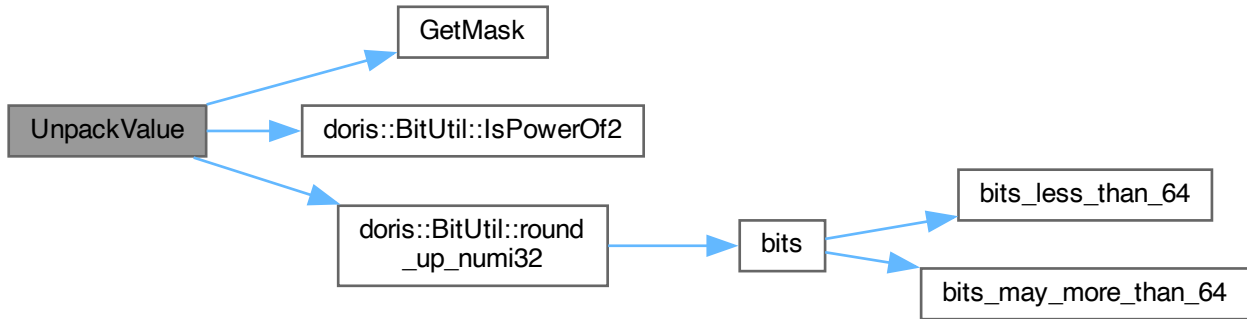 GetMask
UnpackValue
doris::BitUtil::IsPowerOf2
doris::BitUtil::round
_up_numi32
bits
bits_less_than_64
bits_may_more_than_64